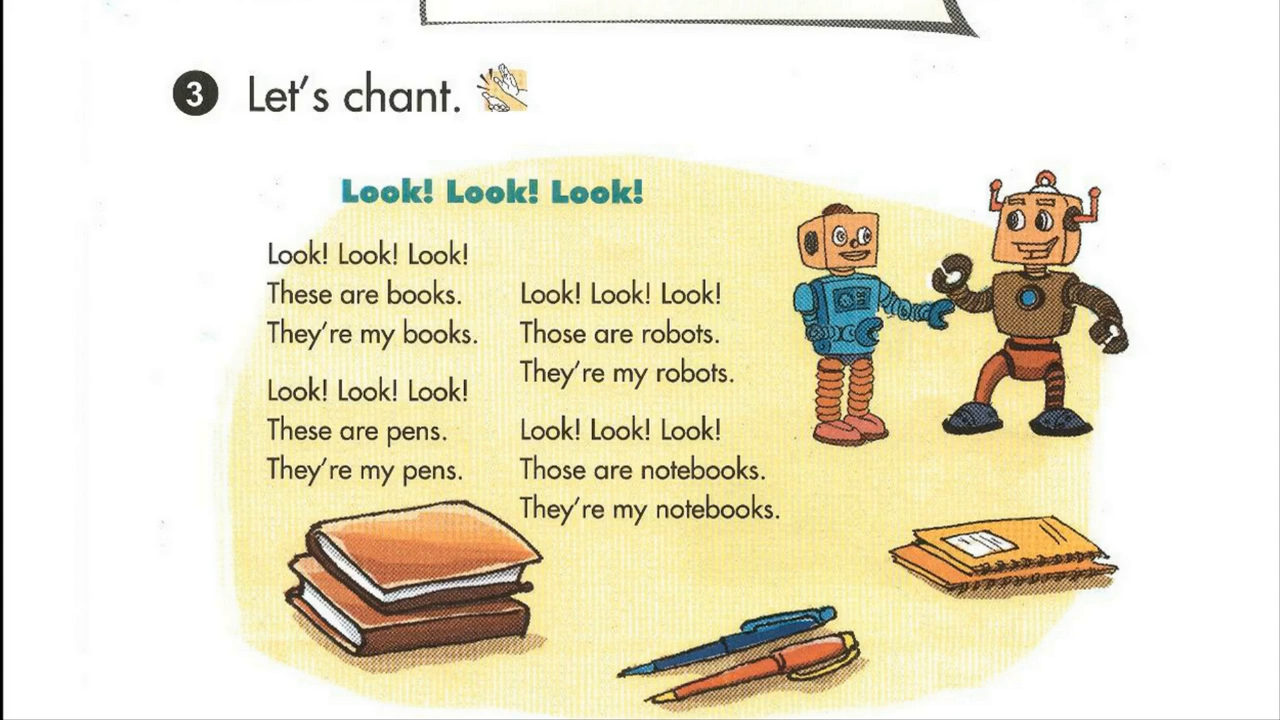 3 Let's chant.
Look! Look! Look!
Look! Look! Look!
These are books.
They're my books.
Look! Look! Look!
These are pens.
They're my pens.
Look! Look! Look!
Those are robots.
They're my robots.
Look! Look! Look!
Those are notebooks.
They're my notebooks.